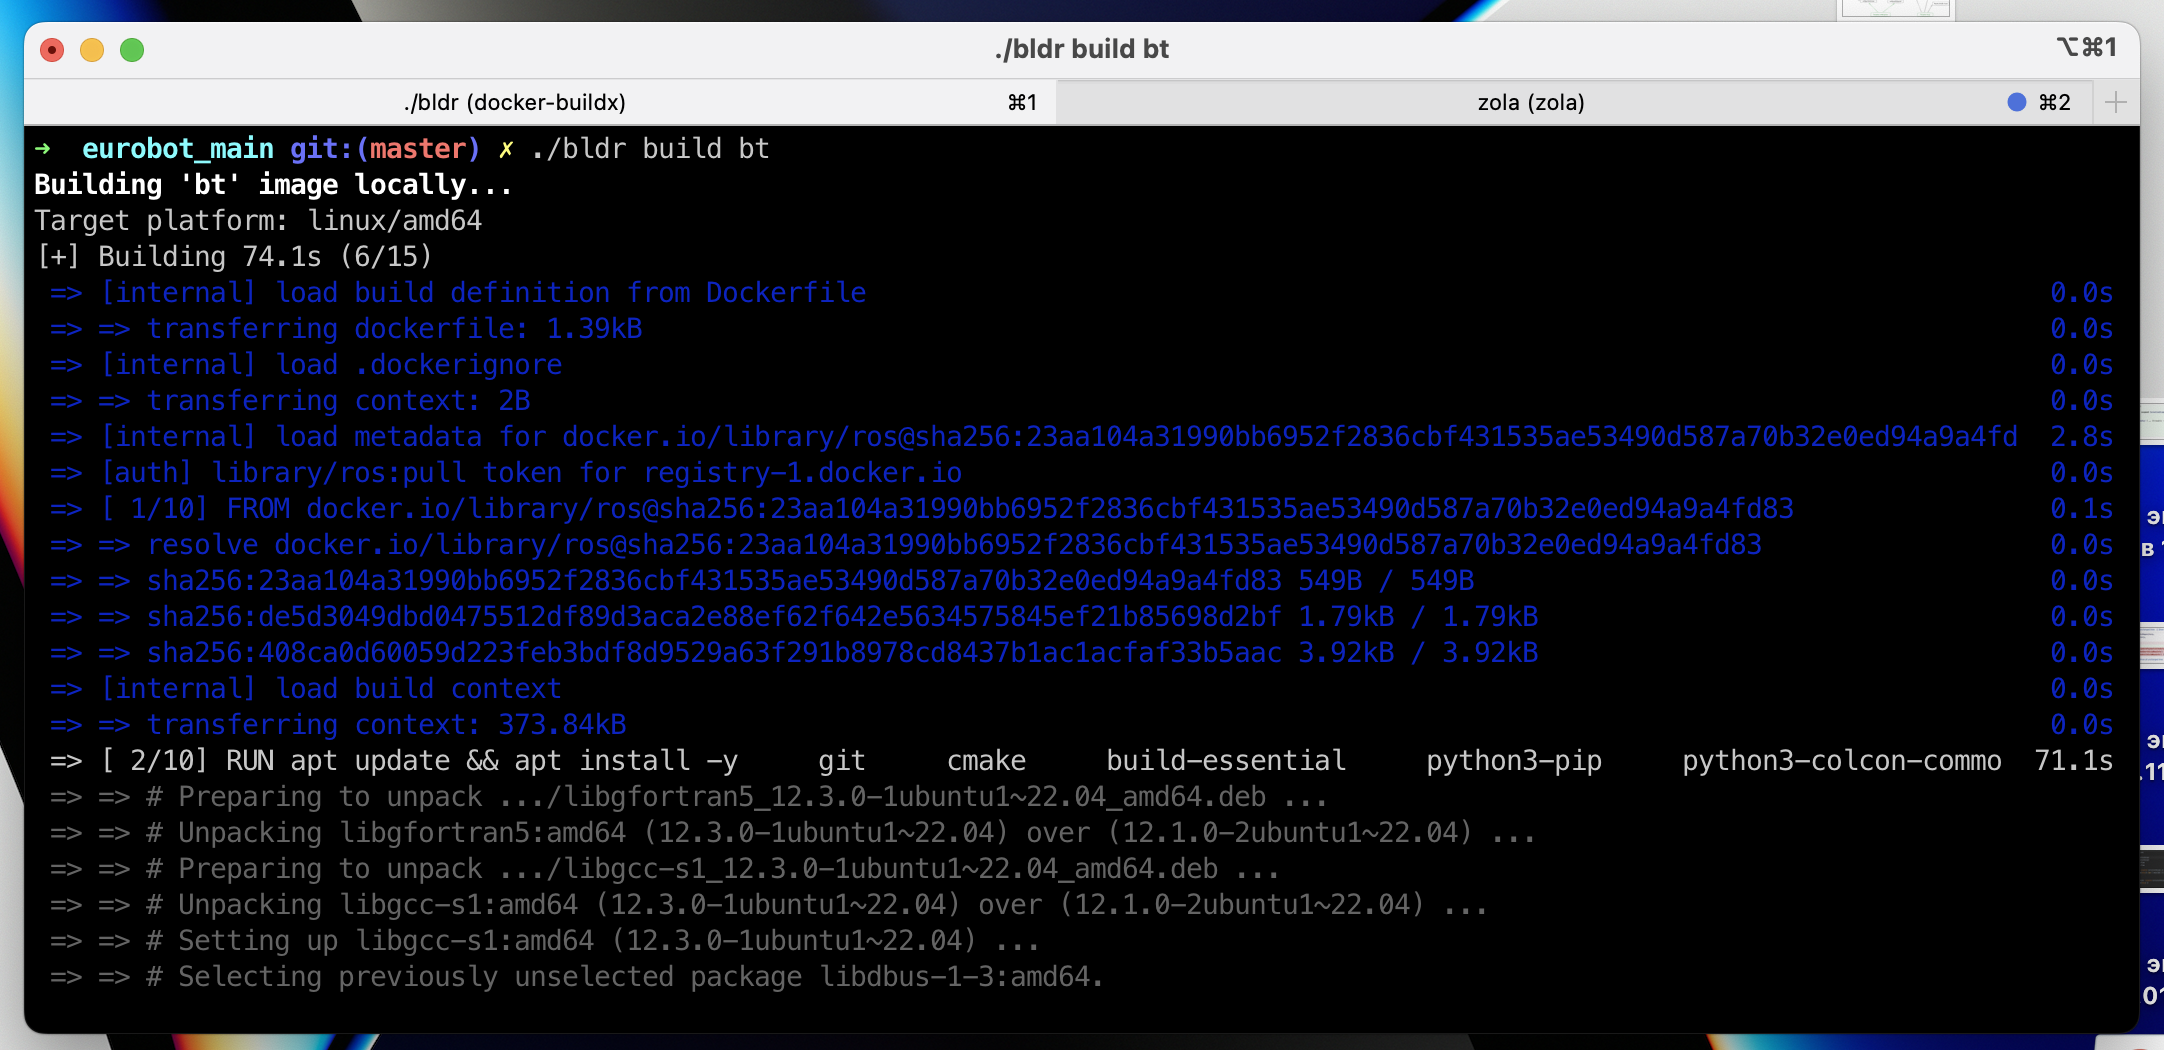 ./bldr build bt
⌥⌘1
./bldr (docker-buildx) ⌘1
zola (zola) ⌘2
→ eurobot_main git:(master) ✗ ./bldr build bt
Building 'bt' image locally...
Target platform: linux/amd64
[+] Building 74.1s (6/15)
=> [internal] load build definition from Dockerfile 0.0s
=> => transferring dockerfile: 1.39kB 0.0s
=> [internal] load .dockerignore 0.0s
=> => transferring context: 2B 0.0s
=> [internal] load metadata for docker.io/library/ros@sha256:23aa104a31990bb6952f2836cbf431535ae53490d587a70b32e0ed94a9a4fd 2.8s
=> [auth] library/ros:pull token for registry-1.docker.io 0.0s
=> [ 1/10] FROM docker.io/library/ros@sha256:23aa104a31990bb6952f2836cbf431535ae53490d587a70b32e0ed94a9a4fd83 0.1s
=> => resolve docker.io/library/ros@sha256:23aa104a31990bb6952f2836cbf431535ae53490d587a70b32e0ed94a9a4fd83 0.0s
=> => sha256:23aa104a31990bb6952f2836cbf431535ae53490d587a70b32e0ed94a9a4fd83 549B / 549B 0.0s
=> => sha256:de5d3049dbd0475512df89d3aca2e88ef62f642e5634575845ef21b85698d2bf 1.79kB / 1.79kB 0.0s
=> => sha256:408ca0d60059d223feb3bdf8d9529a63f291b8978cd8437b1ac1acfaf33b5aac 3.92kB / 3.92kB 0.0s
=> [internal] load build context 0.0s
=> => transferring context: 373.84kB 0.0s
=> [ 2/10] RUN apt update && apt install -y git cmake build-essential python3-pip python3-colcon-commo 71.1s
=> => # Preparing to unpack .../libgfortran5_12.3.0-1ubuntu1~22.04_amd64.deb ...
=> => # Unpacking libgfortran5:amd64 (12.3.0-1ubuntu1~22.04) over (12.1.0-2ubuntu1~22.04) ...
=> => # Preparing to unpack .../libgcc-s1_12.3.0-1ubuntu1~22.04_amd64.deb ...
=> => # Unpacking libgcc-s1:amd64 (12.3.0-1ubuntu1~22.04) over (12.1.0-2ubuntu1~22.04) ...
=> => # Setting up libgcc-s1:amd64 (12.3.0-1ubuntu1~22.04) ...
=> => # Selecting previously unselected package libdbus-1-3:amd64.